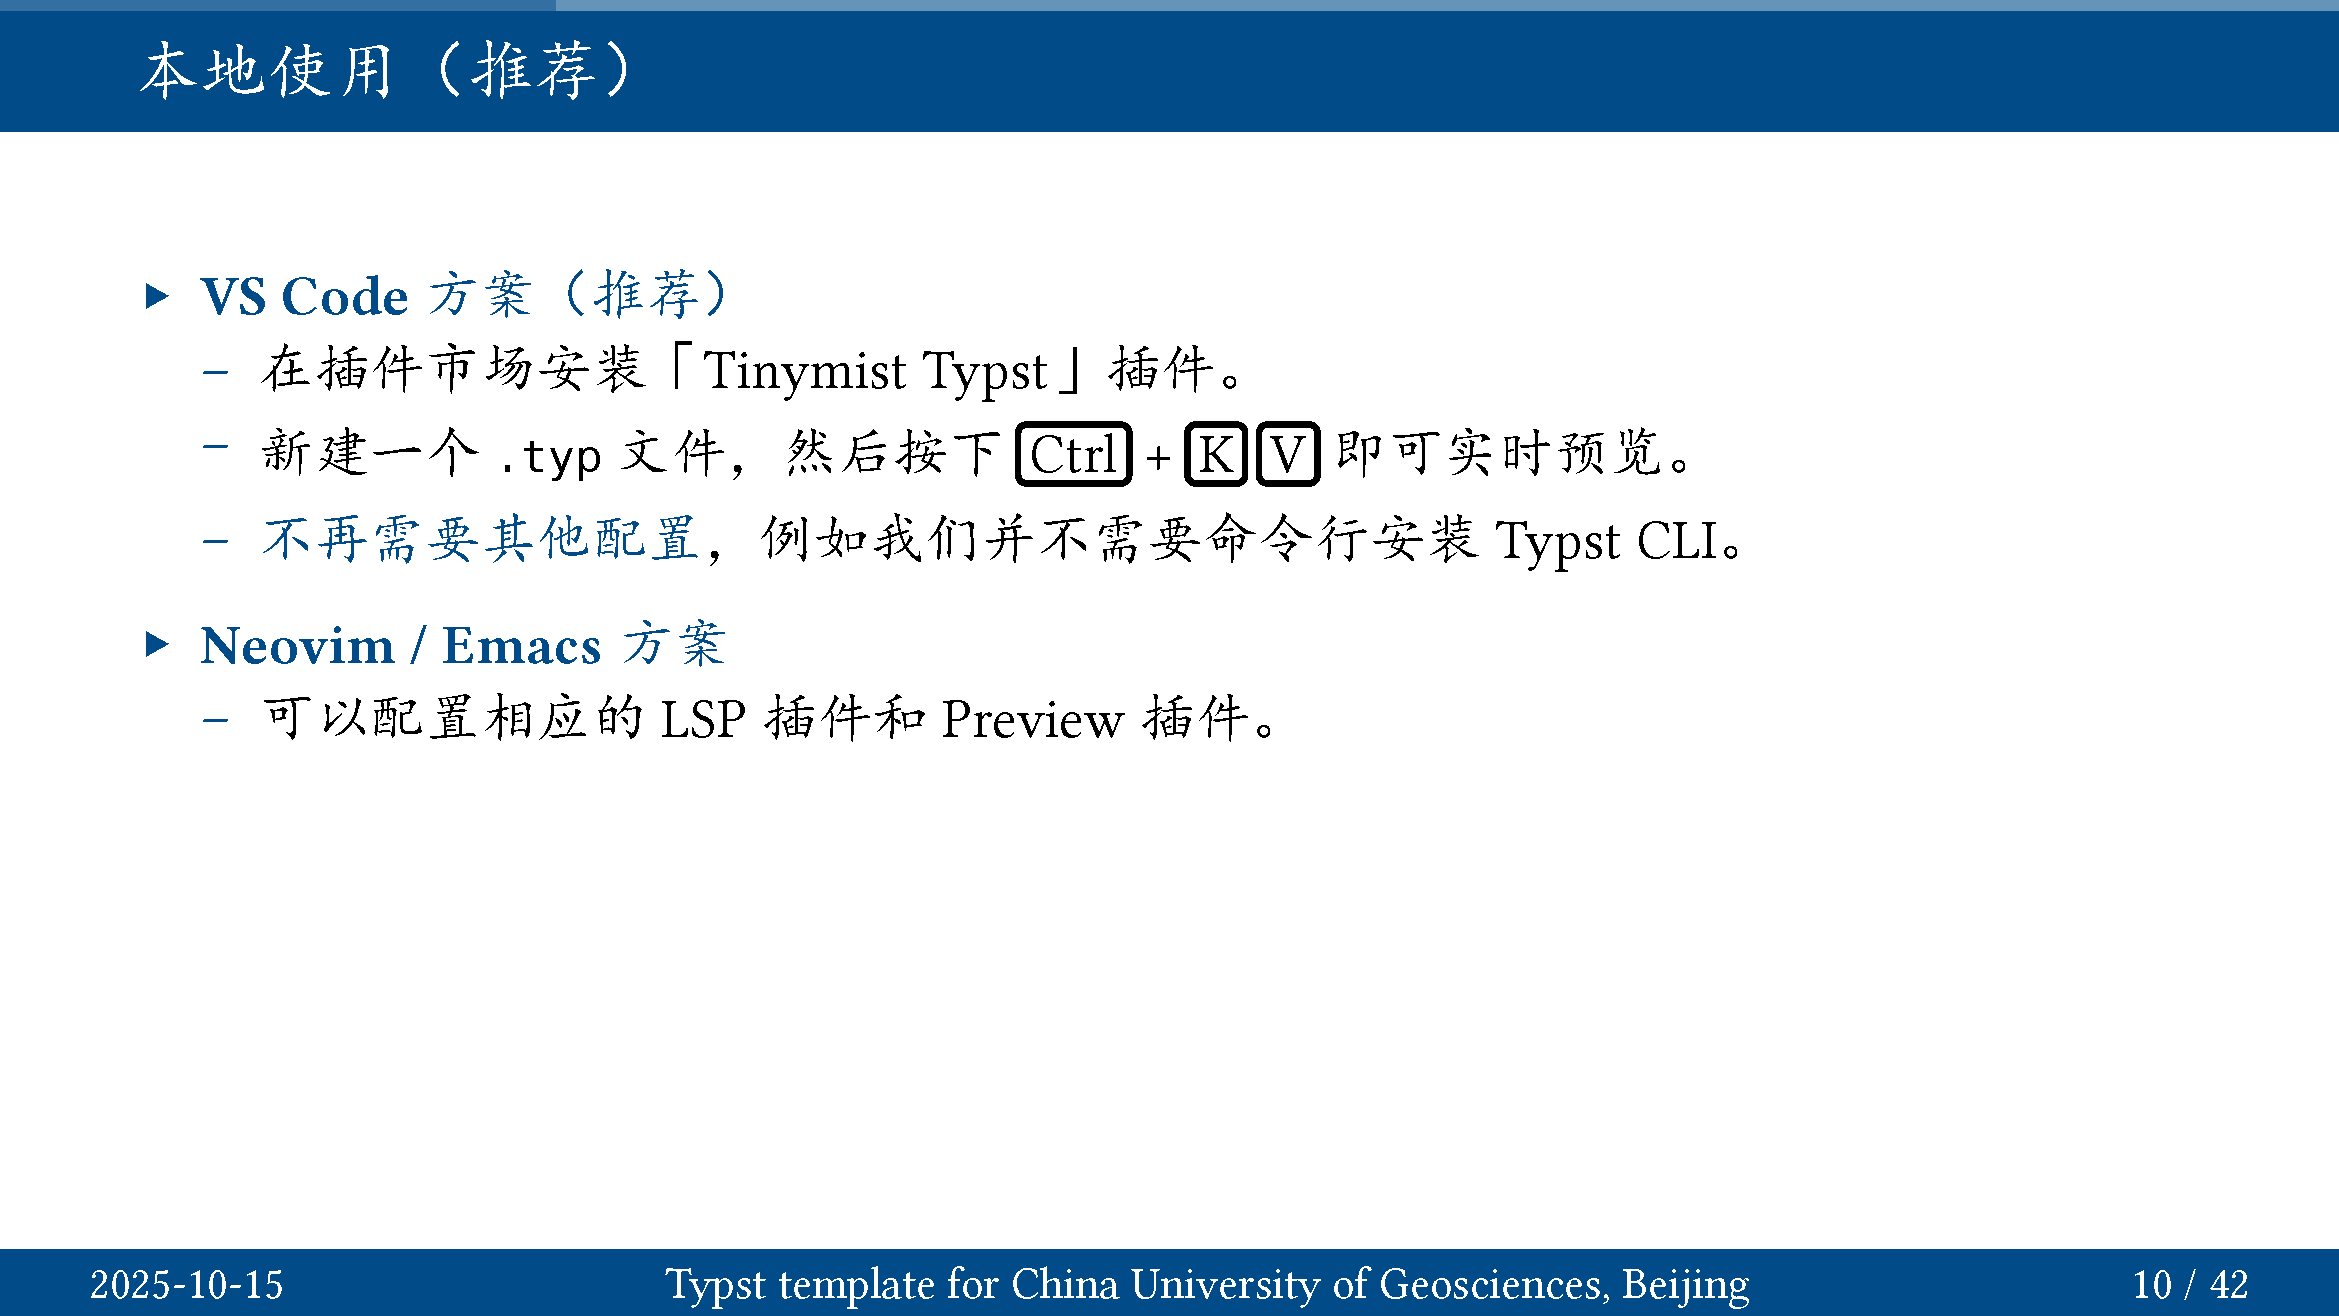 本地使用（推荐）
▶ VS Code 方案（推荐）
– 在插件市场安装「Tinymist Typst」插件。
– 新建一个 .typ 文件，然后按下 Ctrl + K V 即可实时预览。
– 不再需要其他配置，例如我们并不需要命令行安装 Typst CLI。
▶ Neovim / Emacs 方案
– 可以配置相应的 LSP 插件和 Preview 插件。
2025-10-15 Typst template for China University of Geosciences, Beijing 10 / 42